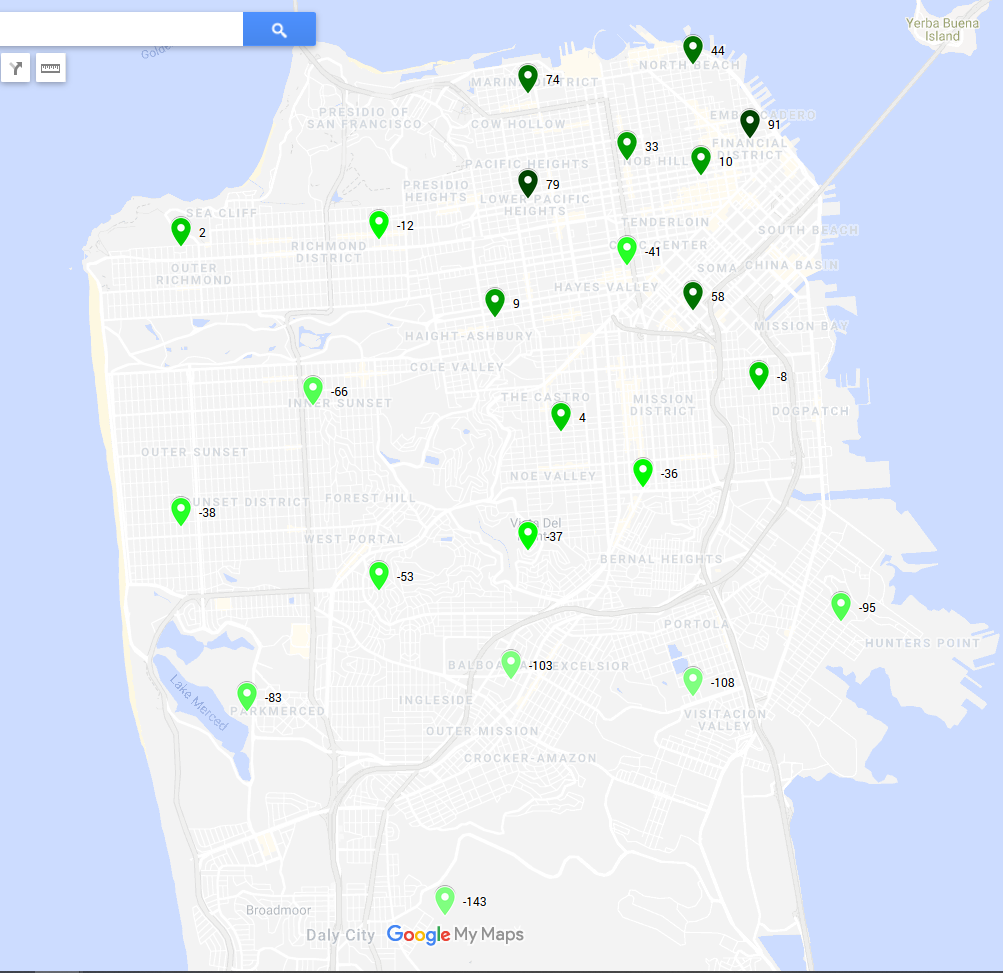 Yerba Buena
Island
Golde
44
NORTH BEACH
74
MARINA DISTRICT
PRESIDIO OF
SAN FRANCISCO
COW HOLLOW
EMBARCADERO
91
FINANCIAL
DISTRICT
33
NOB HILL
10
PACIFIC HEIGHTS
79
PRESIDIO
HEIGHTS
LOWER PACIFIC
HEIGHTS
SEA CLIFF
2
-12
TENDERLOIN
SOUTH BEACH
RICHMOND
DISTRICT
CIVIC CENTER
-41
OUTER
RICHMOND
SOMA
CHINA BASIN
HAYES VALLEY
58
9
MISSION BAY
HAIGHT-ASHBURY
COLE VALLEY
-8
-66
INNER SUNSET
THE CASTRO
MISSION
DISTRICT
DOGPATCH
4
OUTER SUNSET
NOE VALLEY
-36
SUNSET DISTRICT
FOREST HILL
-38
Vista Del
-37
WEST PORTAL
BERNAL HEIGHTS
-53
-95
PORTOLA
HUNTERS POINT
BALBOA
EXCELSIOR
-103
-108
Lake Merced
-83
PARKMERCED
INGLESIDE
VISITACION
VALLEY
OUTER MISSION
CROCKER-AMAZON
-143
Broadmoor
Daly City
Google My Maps